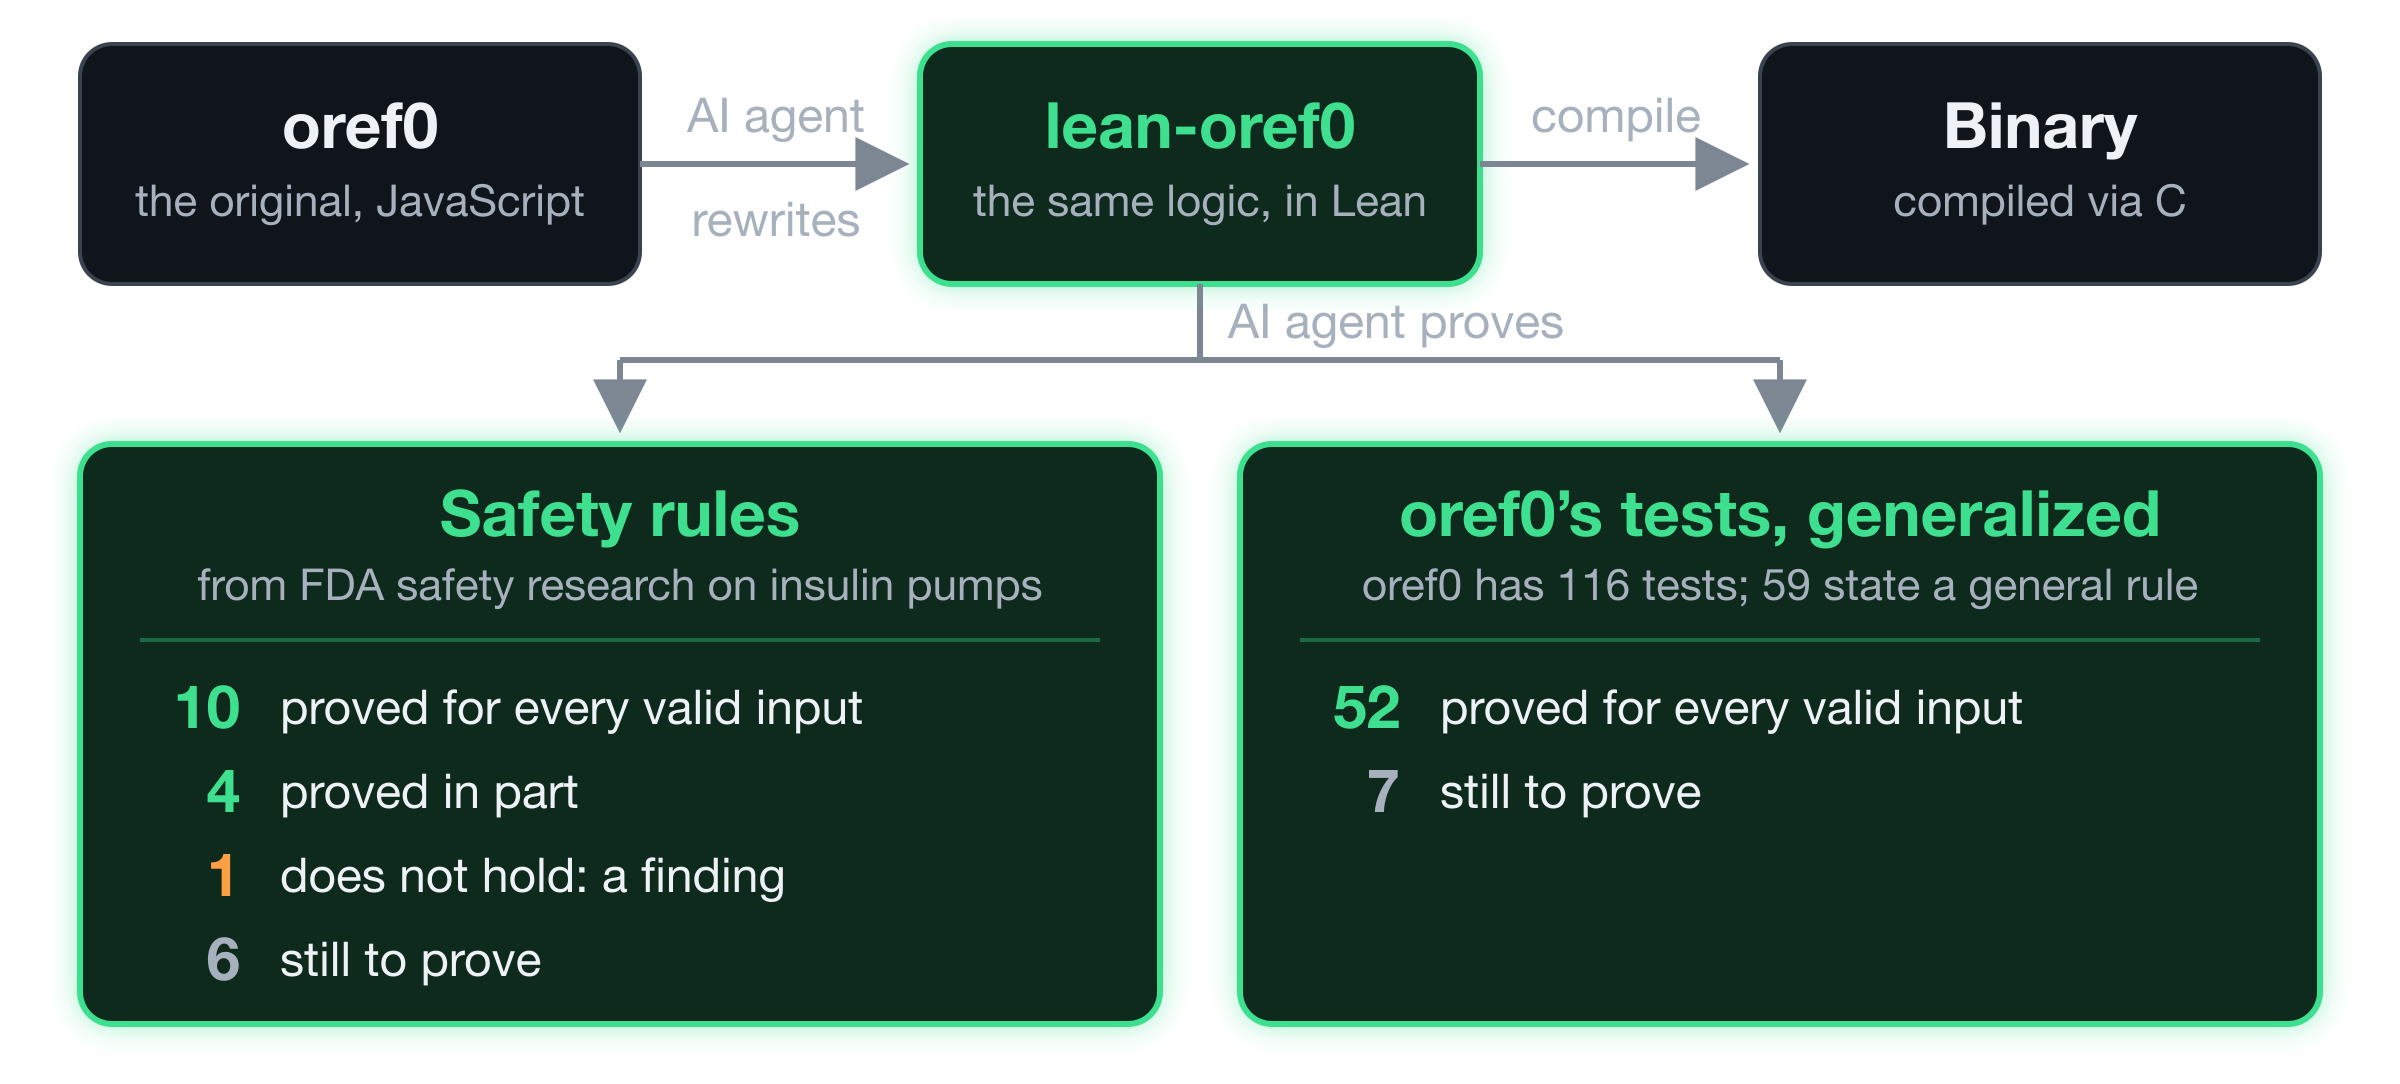 oref0
the original, JavaScript
AI agent
rewrites
lean-oref0
the same logic, in Lean
compile
Binary
compiled via C
AI agent proves
Safety rules
from FDA safety research on insulin pumps
10 proved for every valid input
4 proved in part
1 does not hold: a finding
6 still to prove
oref0’s tests, generalized
oref0 has 116 tests; 59 state a general rule
52 proved for every valid input
7 still to prove